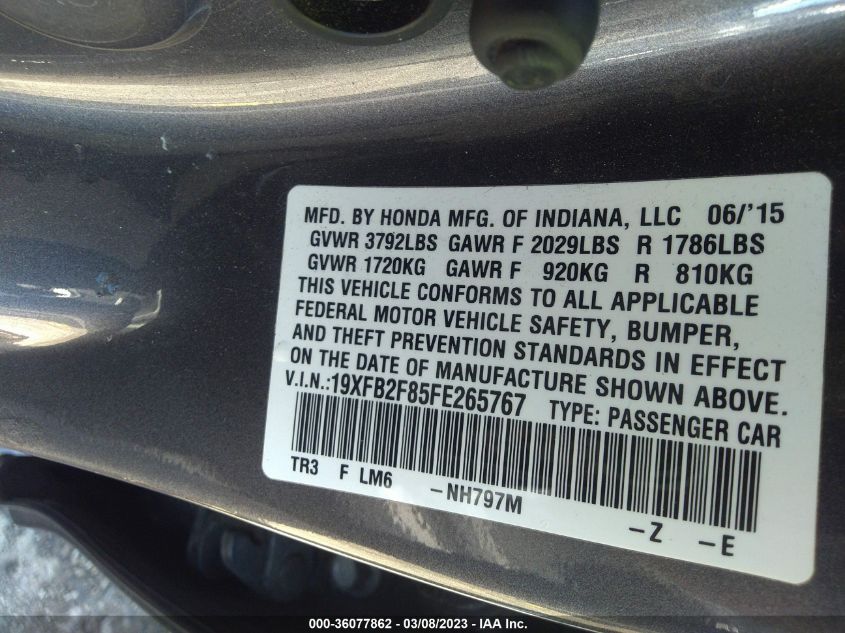 MFD. BY HONDA MFG. OF INDIANA, LLC 06/'15
GVWR 3792LBS GAWR F 2029LBS R 1786LBS
GVWR 1720KG GAWR F 920KG R 810KG
THIS VEHICLE CONFORMS TO ALL APPLICABLE
FEDERAL MOTOR VEHICLE SAFETY, BUMPER,
AND THEFT PREVENTION STANDARDS IN EFFECT
ON THE DATE OF MANUFACTURE SHOWN ABOVE.
V.I.N.:19XFB2F85FE265767 TYPE: PASSENGER CAR
TR3 F LM6 -NH797M -Z -E
000-36077862 — 03/08/2023 — IAA Inc.